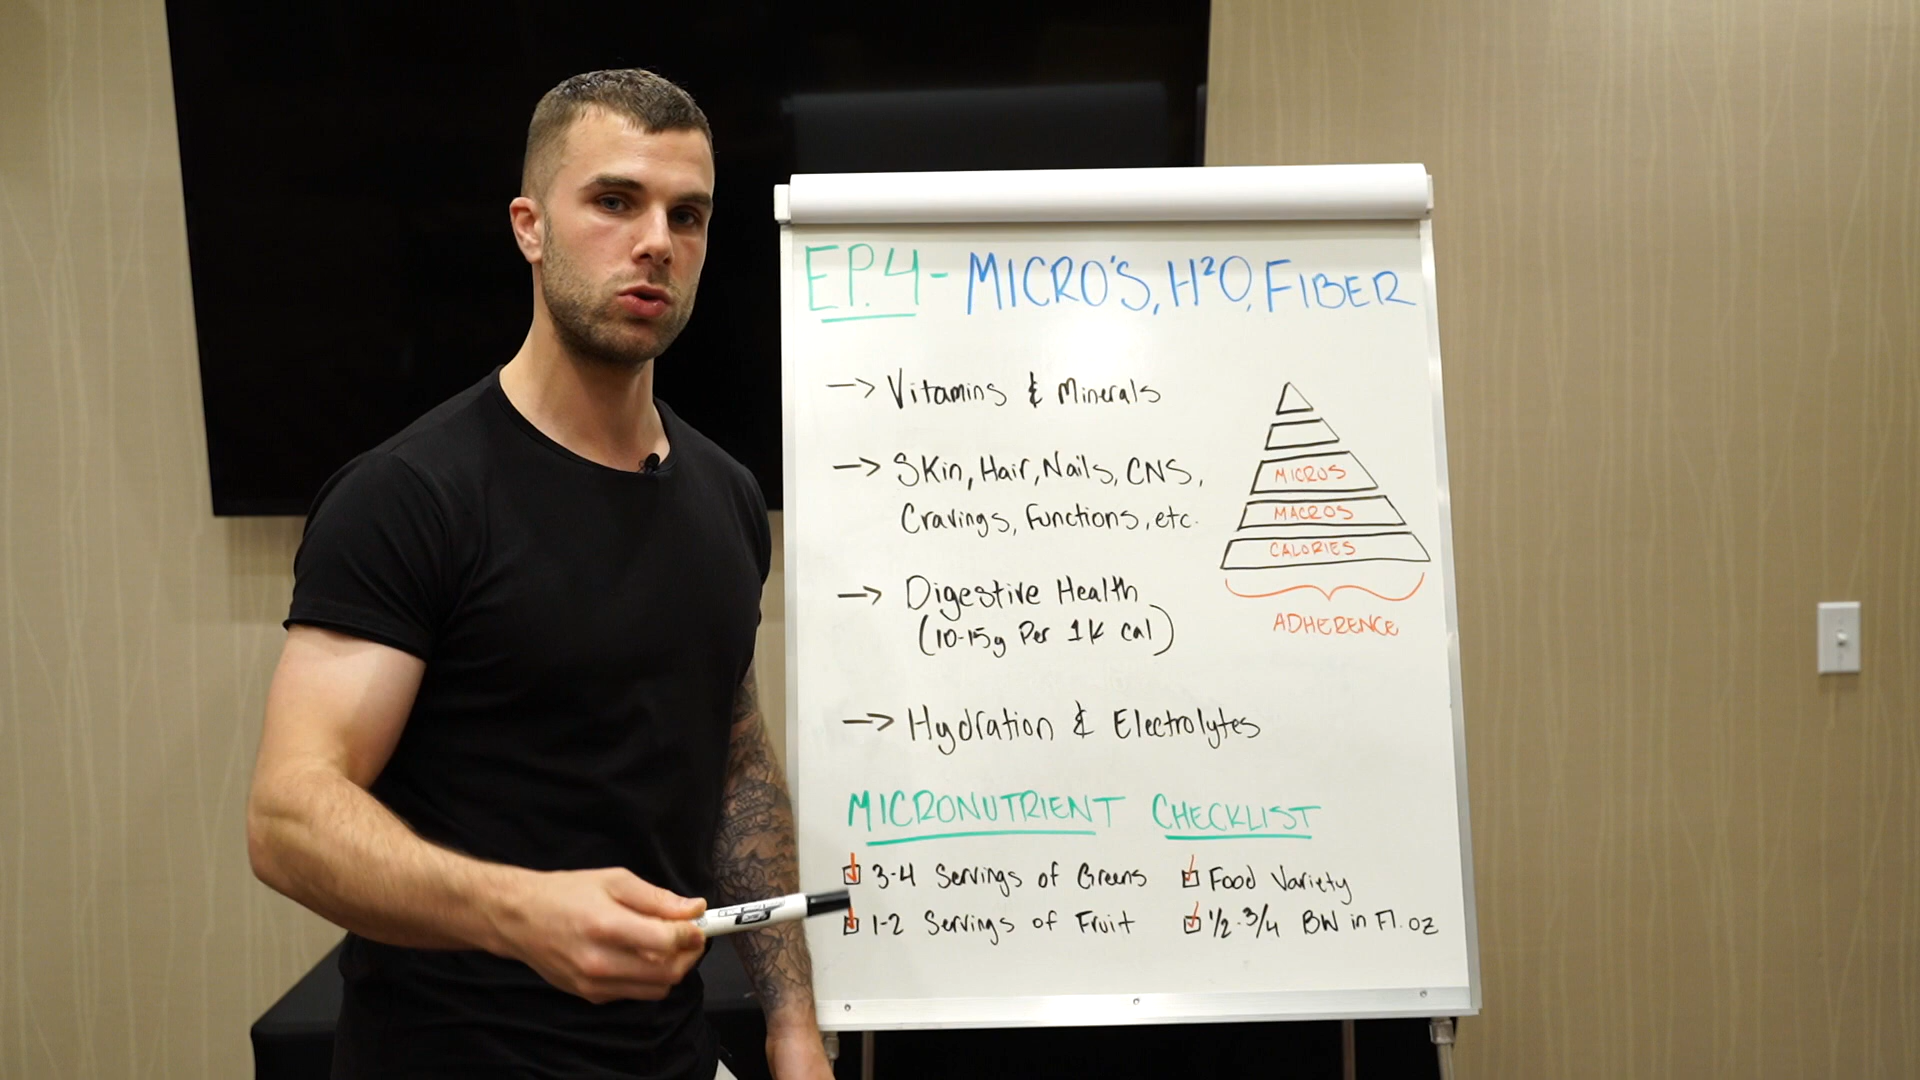 EP.4 - MICRO'S, H²O, FIBER
→ Vitamins & Minerals
→ Skin, Hair, Nails, CNS,
Cravings, Functions, etc.
→ Digestive Health
(10-15g Per 1K cal)
→ Hydration & Electrolytes
MICROS
MACROS
CALORIES
ADHERENCE
MICRONUTRIENT CHECKLIST
3-4 Servings of Greens
1-2 Servings of Fruit
Food Variety
1/2-3/4 BW in Fl. oz